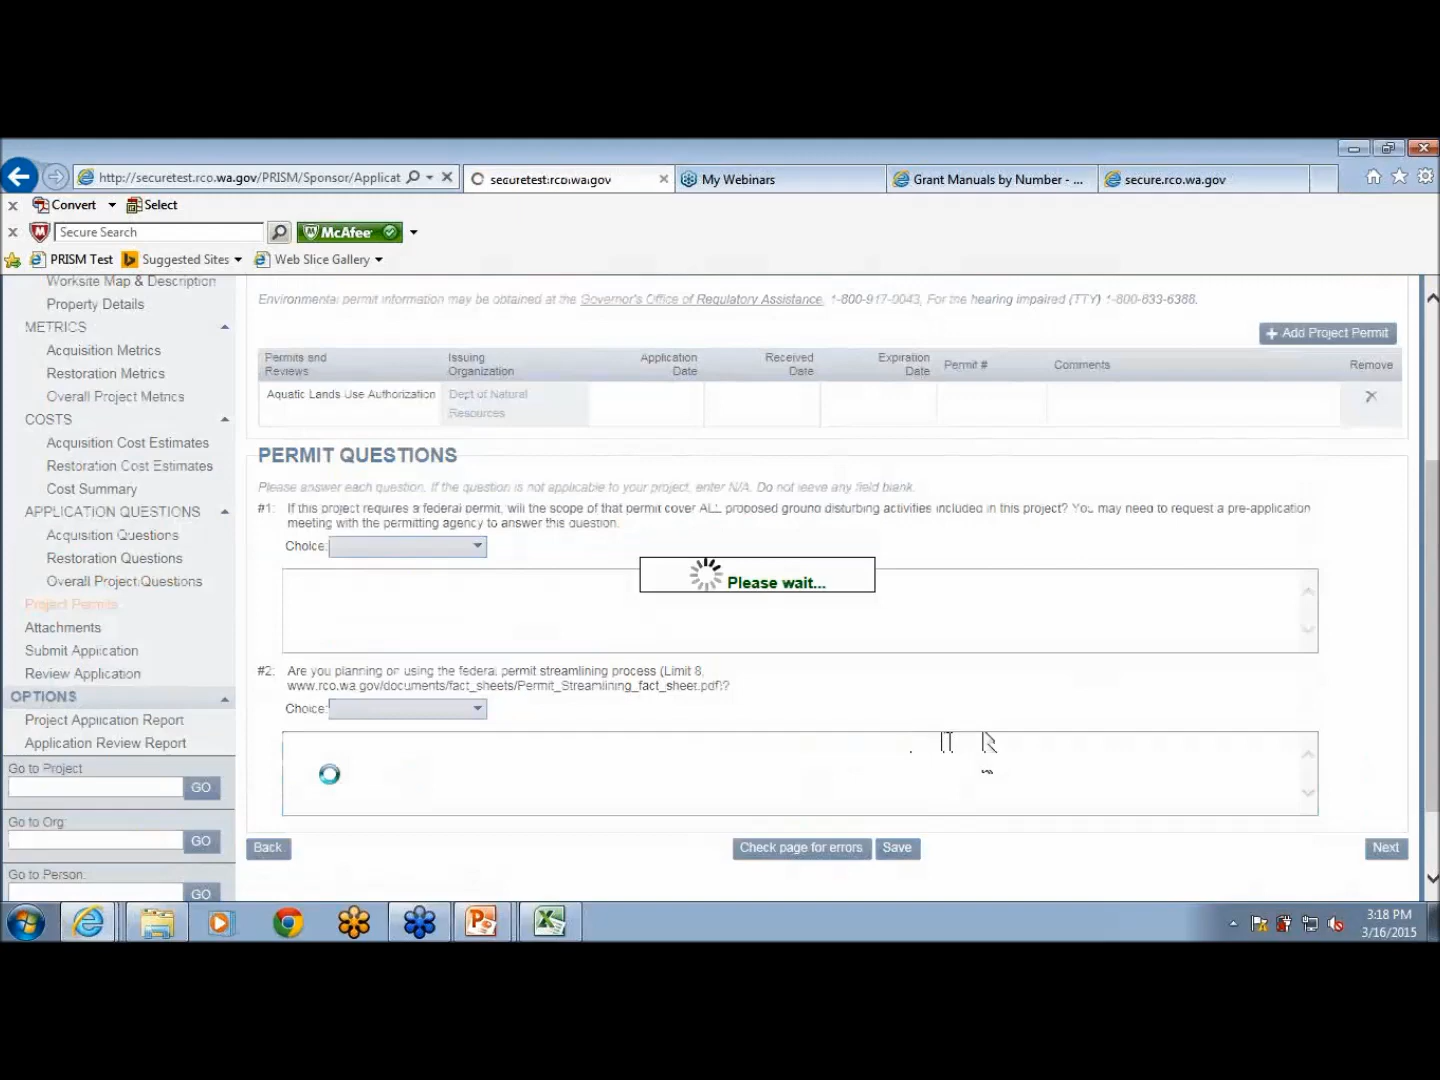 http://securetest.rco.wa.gov/PRISM/Sponsor/Applicat
securetest.rco.wa.gov
My Webinars
Grant Manuals by Number - ...
secure.rco.wa.gov
x Convert Select
x Secure Search McAfee
PRISM Test Suggested Sites Web Slice Gallery
Worksite Map & Description
Property Details
METRICS
Acquisition Metrics
Restoration Metrics
Overall Project Metrics
COSTS
Acquisition Cost Estimates
Restoration Cost Estimates
Cost Summary
APPLICATION QUESTIONS
Acquisition Questions
Restoration Questions
Overall Project Questions
Project Permits
Attachments
Submit Application
Review Application
OPTIONS
Project Application Report
Application Review Report
Go to Project
GO
Go to Org:
GO
Go to Person:
GO
Environmental permit information may be obtained at the Governor's Office of Regulatory Assistance. 1-800-917-0043, For the hearing impaired (TTY) 1-800-833-6388.
+ Add Project Permit
Permits and Reviews
Issuing Organization
Application Date
Received Date
Expiration Date
Permit #
Comments
Remove
Aquatic Lands Use Authorization
Dept of Natural
Resources
PERMIT QUESTIONS
Please answer each question. If the question is not applicable to your project, enter N/A. Do not leave any field blank.
#1: If this project requires a federal permit, will the scope of that permit cover ALL proposed ground disturbing activities included in this project? You may need to request a pre-application
meeting with the permitting agency to answer this question.
Choice:
Please wait...
#2: Are you planning on using the federal permit streamlining process (Limit 8,
www.rco.wa.gov/documents/fact_sheets/Permit_Streamlining_fact_sheet.pdf)?
Choice:
Back
Check page for errors
Save
Next
3:18 PM
3/16/2015